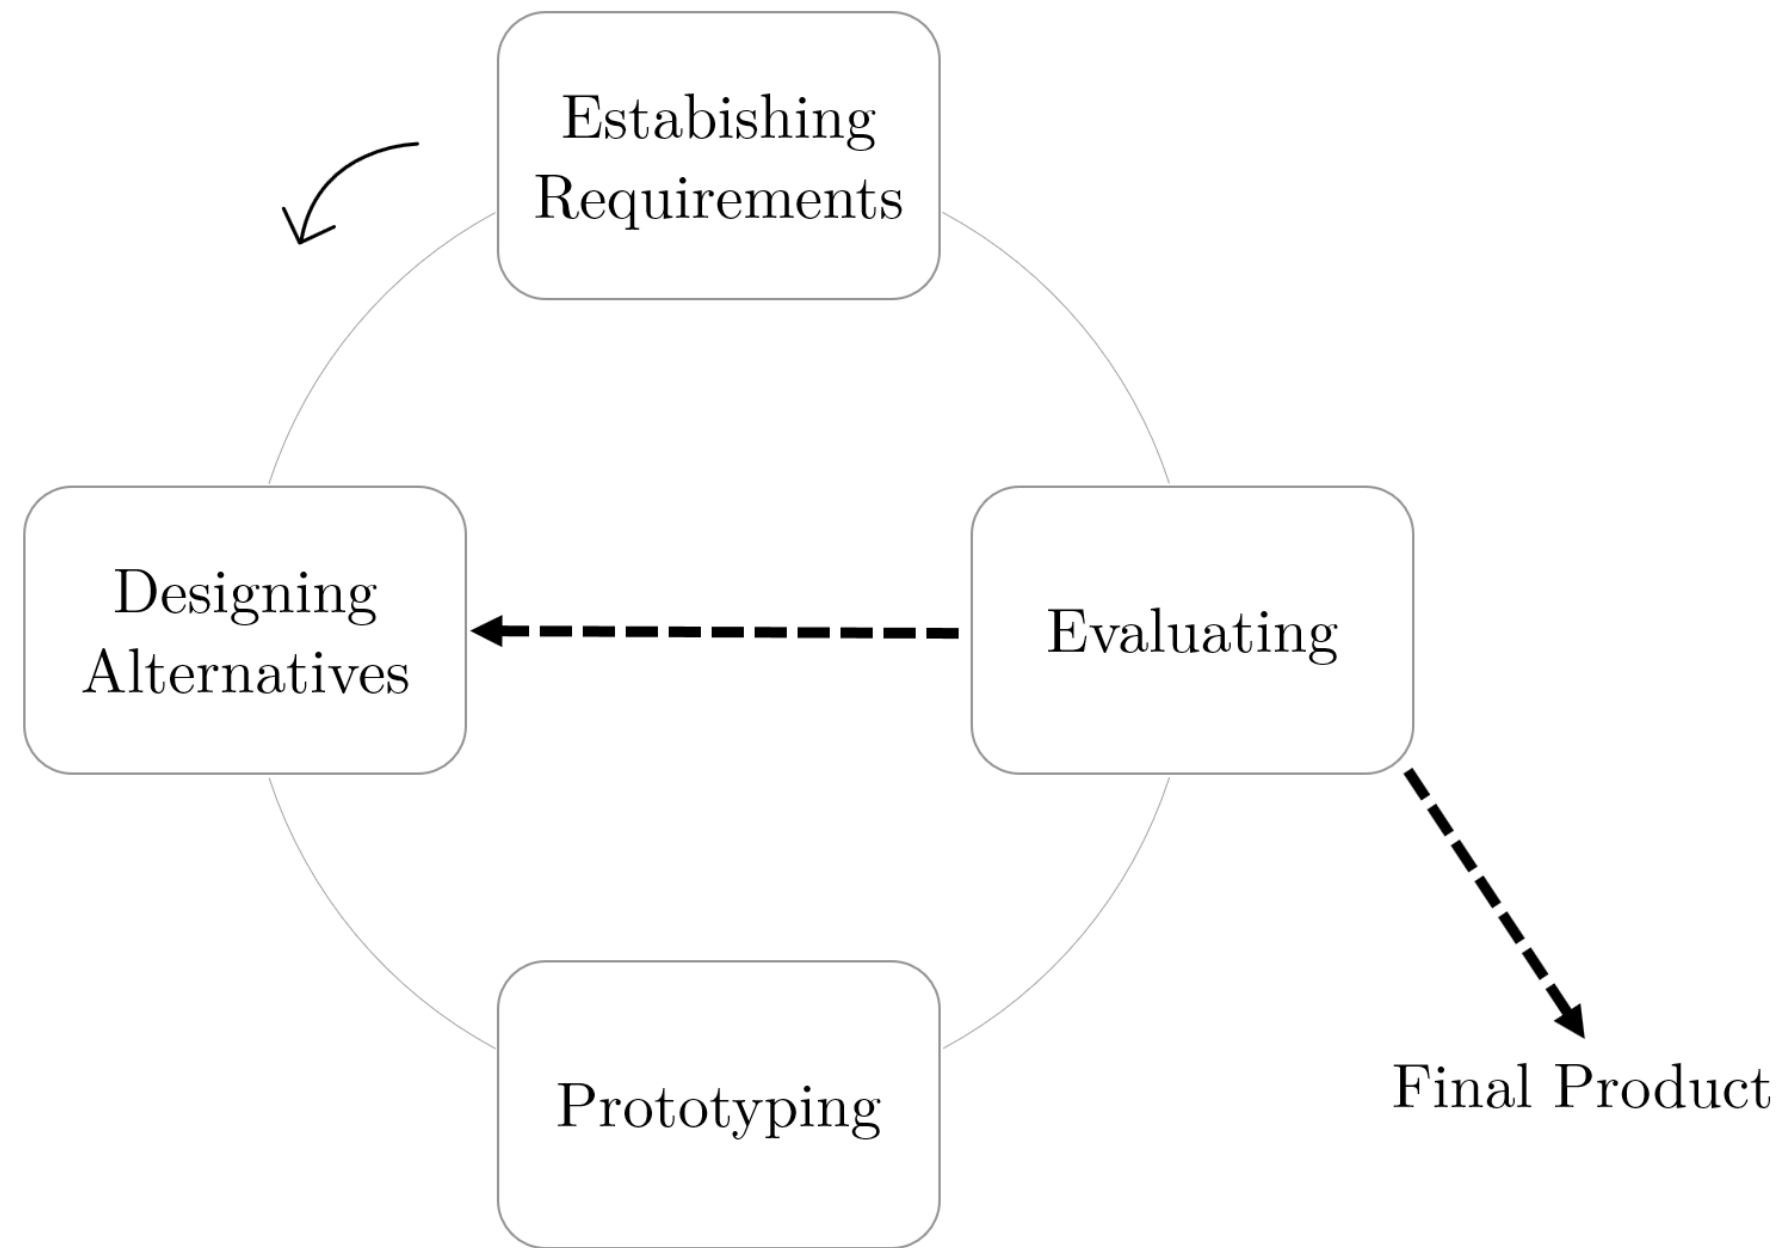 Estabishing
Requirements
Designing
Alternatives
Evaluating
Prototyping
Final Product